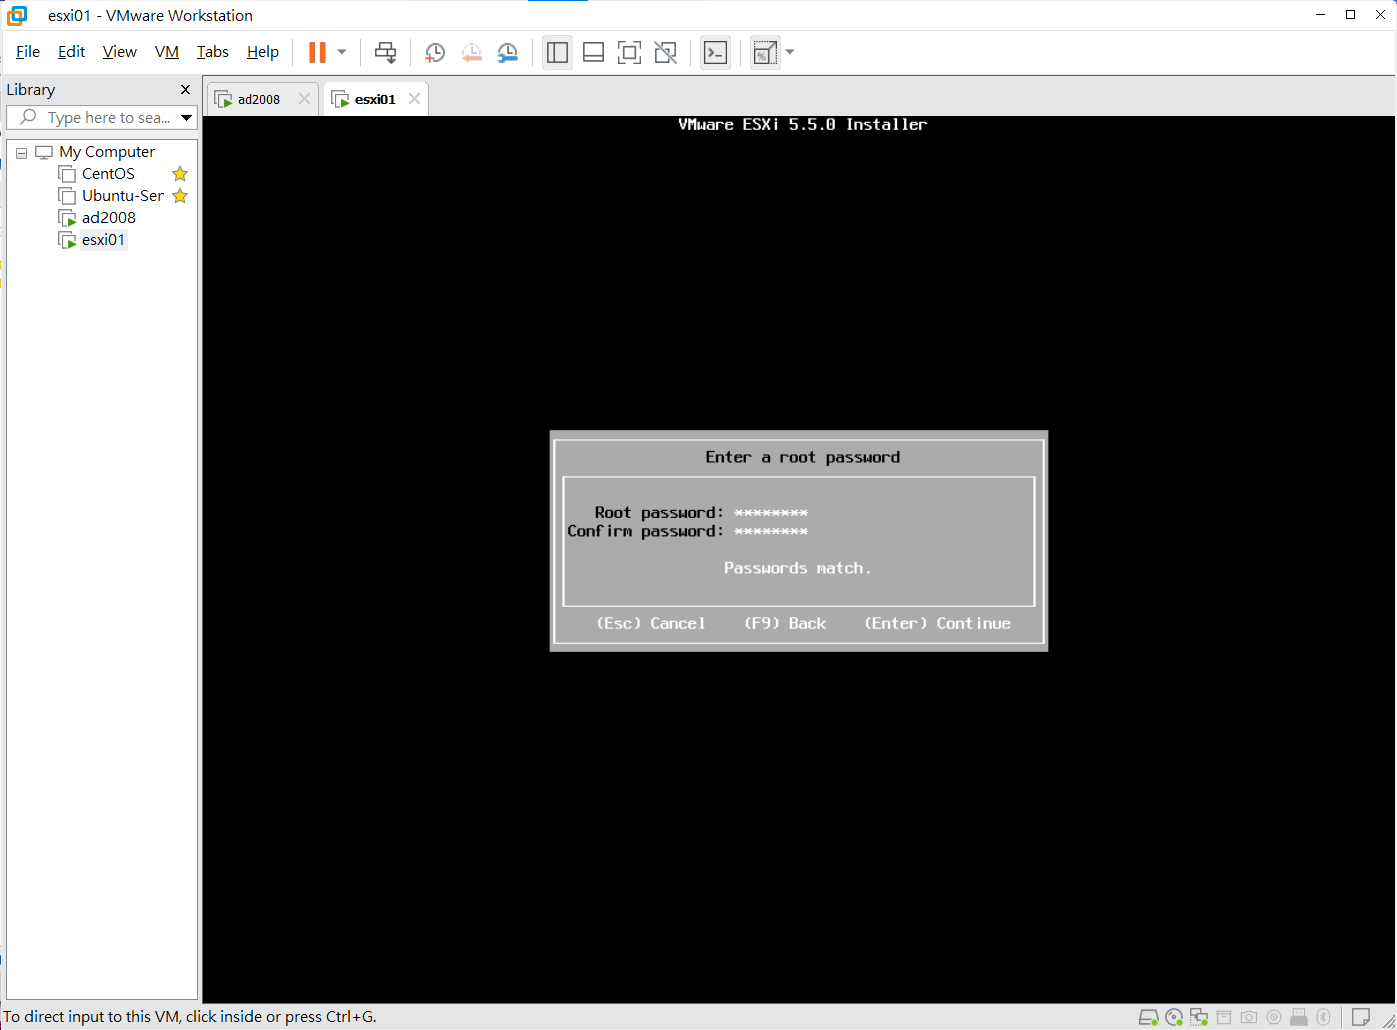 esxi01 - VMware Workstation
File Edit View VM Tabs Help
Library
Type here to sea...
My Computer
CentOS
Ubuntu-Ser
ad2008
esxi01
ad2008
esxi01
VMware ESXi 5.5.0 Installer
Enter a root password
Root password: ********
Confirm password: ********
Passwords match.
(Esc) Cancel (F9) Back (Enter) Continue
To direct input to this VM, click inside or press Ctrl+G.